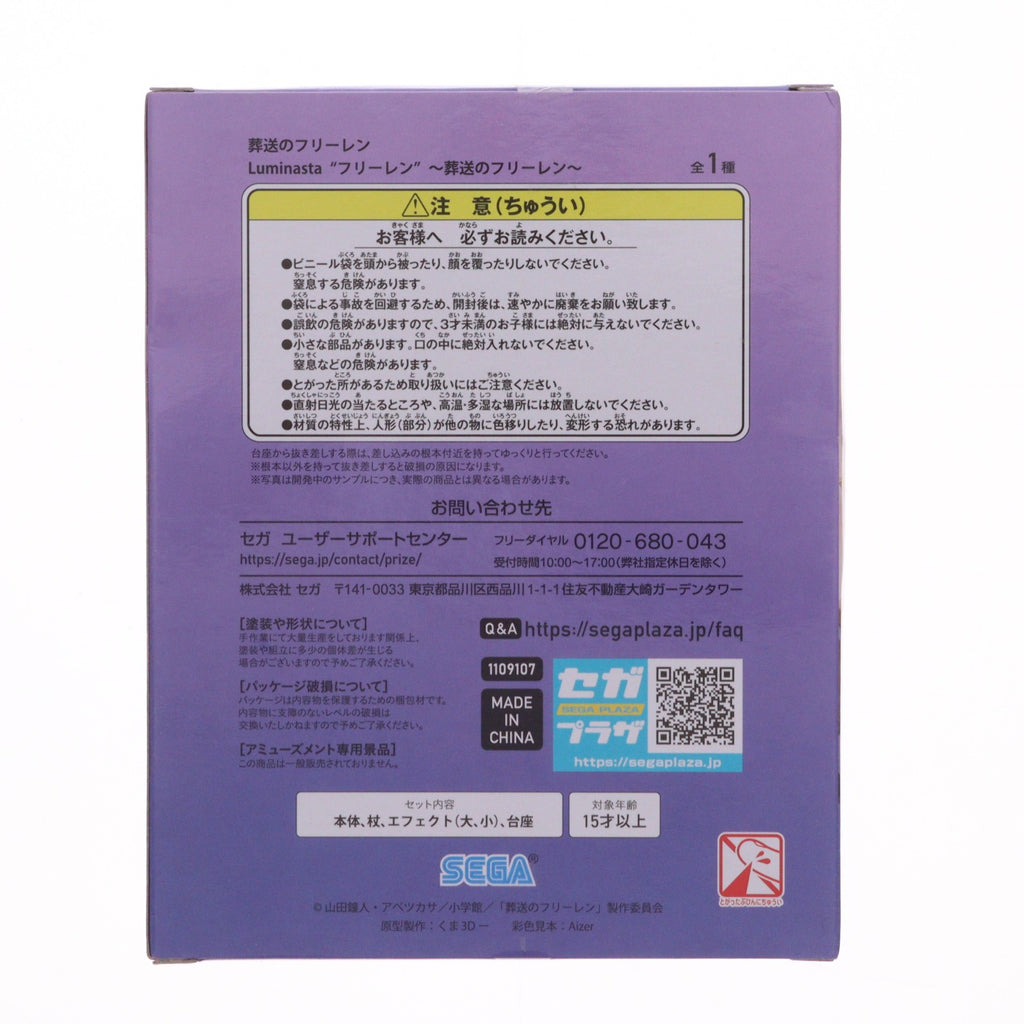 葬送のフリーレン
Luminasta “フリーレン” ～葬送のフリーレン～
全1種
注 意(ちゅうい)
お客様へ 必ずお読みください。
●ビニール袋を頭から被ったり、顔を覆ったりしないでください。
窒息する危険があります。
●袋による事故を回避するため、開封後は、速やかに廃棄をお願い致します。
●誤飲の危険がありますので、3才未満のお子様には絶対に与えないでください。
●小さな部品があります。口の中に絶対入れないでください。
窒息などの危険があります。
●とがった所があるため取り扱いにはご注意ください。
●直射日光の当たるところや、高温・多湿な場所には放置しないでください。
●材質の特性上、人形(部分)が他の物に色移りしたり、変形する恐れがあります。
台座から抜き差しする際は、差し込みの根本付近を持ってゆっくりと行ってください。
※根本以外を持って抜き差しすると破損の原因になります。
※写真は開発中のサンプルにつき、実際の商品とは異なる場合があります。
お問い合わせ先
セガ ユーザーサポートセンター
https://sega.jp/contact/prize/
フリーダイヤル 0120-680-043
受付時間10:00～17:00(弊社指定休日を除く)
株式会社 セガ 〒141-0033 東京都品川区西品川1-1-1住友不動産大崎ガーデンタワー
[塗装や形状について]
手作業にて大量生産をしております関係上、
塗装や組立に多少の個体差が生じる
場合がございますので予めご了承ください。
[パッケージ破損について]
パッケージは内容物を保護するための梱包材です。
内容物に支障のないレベルの破損は
交換いたしかねますので予めご了承ください。
[アミューズメント専用景品]
この商品は一般販売されておりません。
Q&A https://segaplaza.jp/faq
1109107
MADE
IN
CHINA
セガ
SEGA PLAZA
プラザ
https://segaplaza.jp
セット内容
本体、杖、エフェクト(大、小)、台座
対象年齢
15才以上
SEGA®
とがったぶひんにちゅうい
©山田鐘人・アベツカサ／小学館／「葬送のフリーレン」製作委員会
原型製作：くま3Dー 彩色見本：Aizer